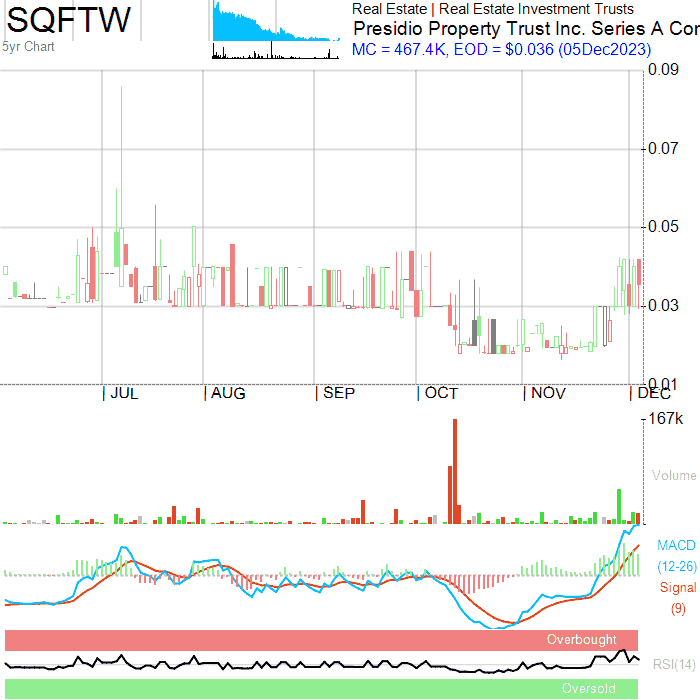 SQFTW
5yr Chart
Real Estate | Real Estate Investment Trusts
Presidio Property Trust Inc. Series A Cor
MC = 467.4K, EOD = $0.036 (05Dec2023)
0.09
0.07
0.05
0.03
0.01
| JUL | AUG | SEP | OCT | NOV | DEC
167k
Volume
MACD
(12-26)
Signal
(9)
Overbought
RSI(14)
Oversold